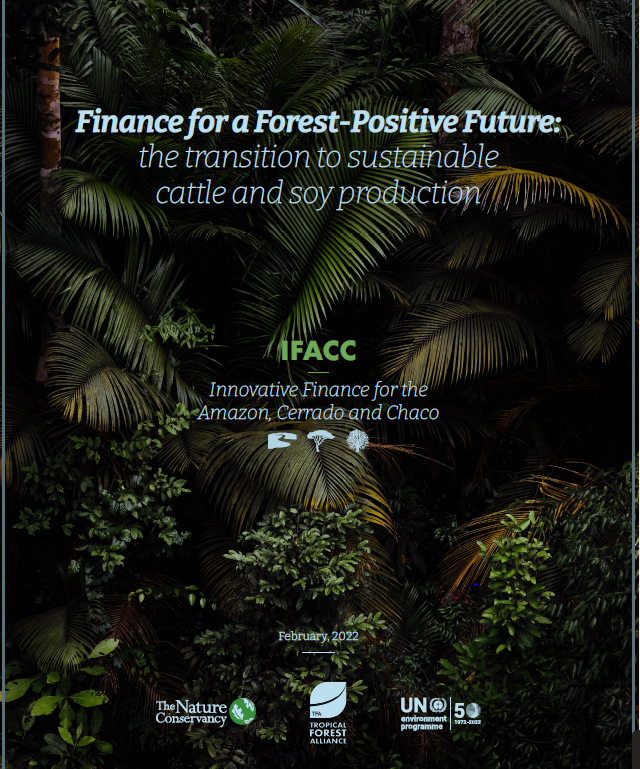 Finance for a Forest-Positive Future:
the transition to sustainable
cattle and soy production
IFACC
Innovative Finance for the
Amazon, Cerrado and Chaco
February, 2022
The Nature
Conservancy
TFA
TROPICAL
FOREST
ALLIANCE
UN
environment
programme
50
1972-2022